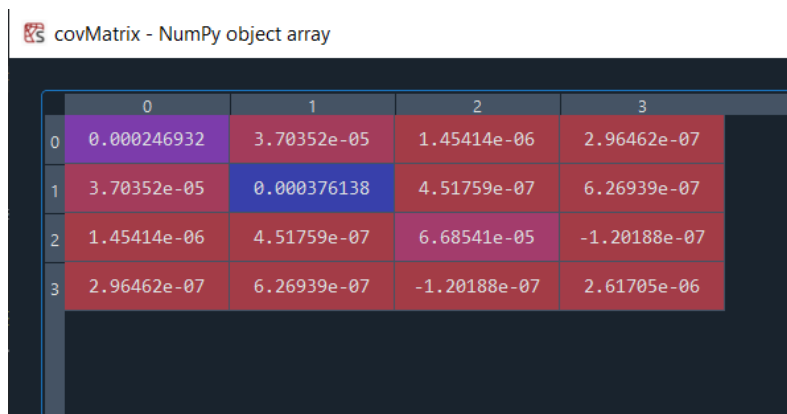 covMatrix - NumPy object array
0 1 2 3
0 0.000246932 3.70352e-05 1.45414e-06 2.96462e-07
1 3.70352e-05 0.000376138 4.51759e-07 6.26939e-07
2 1.45414e-06 4.51759e-07 6.68541e-05 -1.20188e-07
3 2.96462e-07 6.26939e-07 -1.20188e-07 2.61705e-06